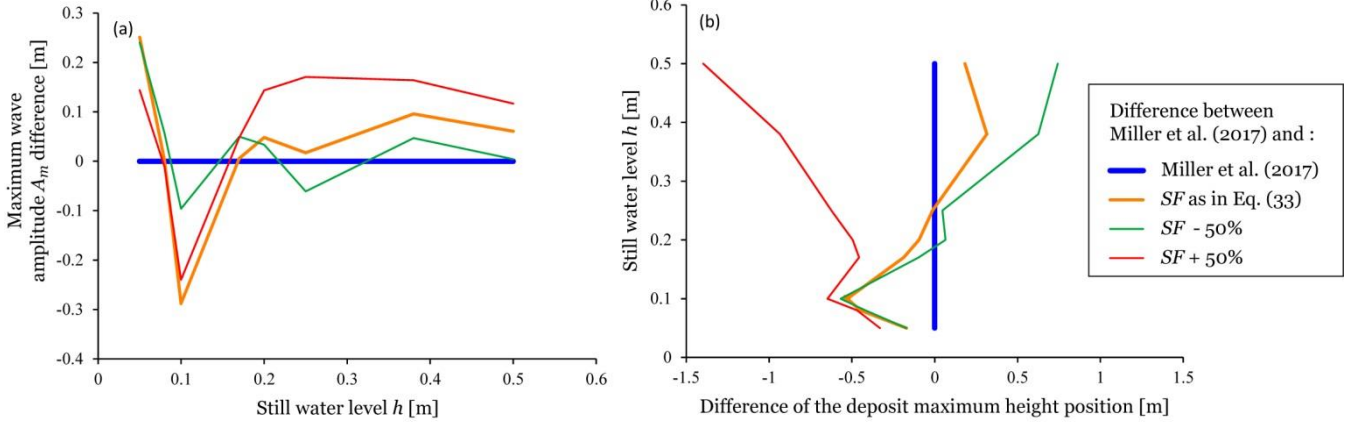 (a)
Maximum wave
amplitude Am difference [m]
0.3
0.2
0.1
0
-0.1
-0.2
-0.3
-0.4
0
0.1
0.2
0.3
0.4
0.5
0.6
Still water level h [m]
(b)
Still water level h [m]
0.6
0.5
0.4
0.3
0.2
0.1
0
-1.5
-1
-0.5
0
0.5
1
1.5
Difference of the deposit maximum height position [m]
Difference between
Miller et al. (2017) and :
Miller et al. (2017)
SF as in Eq. (33)
SF - 50%
SF + 50%